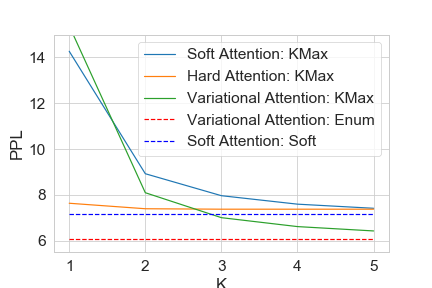 14
12
10
8
6
PPL
Soft Attention: KMax
Hard Attention: KMax
Variational Attention: KMax
Variational Attention: Enum
Soft Attention: Soft
1 2 3 4 5
K